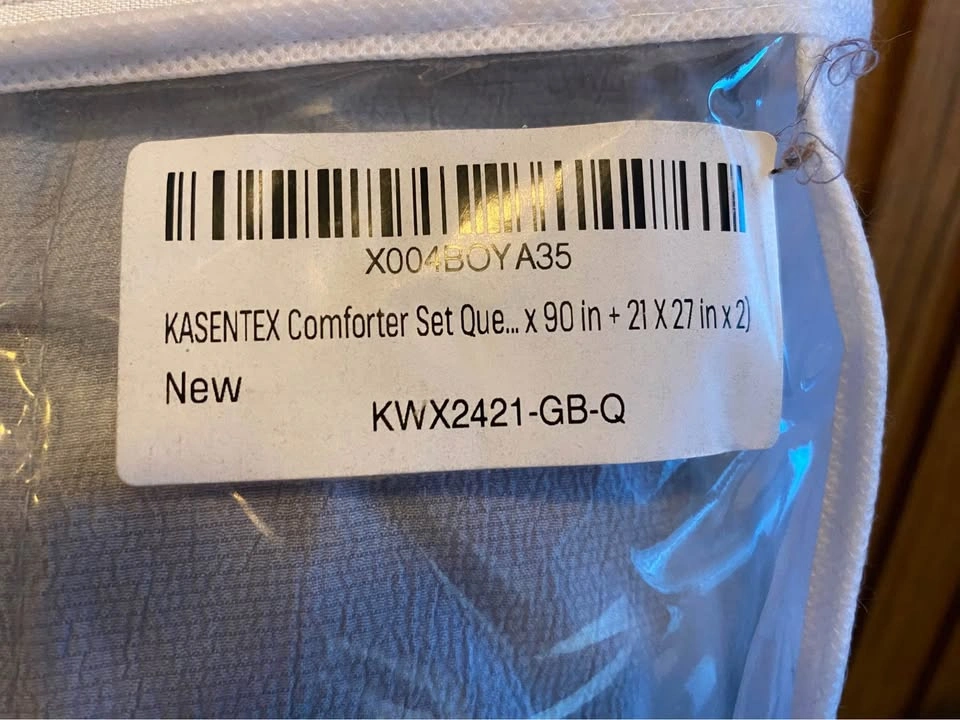 X004BOYA35
KASENTEX Comforter Set Que... x 90 in + 21 X 27 in x 2)
New
KWX2421-GB-Q